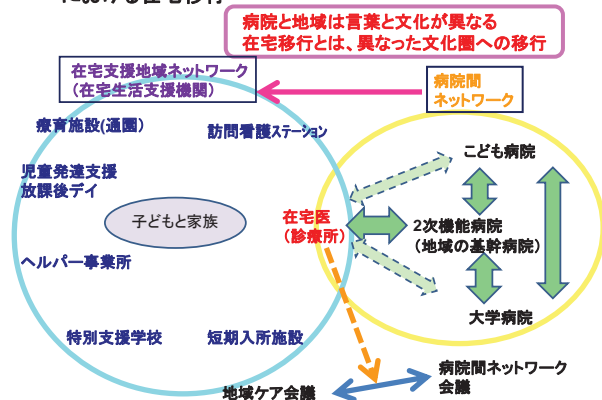 における在宅移行
病院と地域は言葉と文化が異なる
在宅移行とは、異なった文化圏への移行
在宅支援地域ネットワーク
(在宅生活支援機関)
病院間
ネットワーク
療育施設(通園)
訪問看護ステーション
こども病院
児童発達支援
放課後デイ
子どもと家族
在宅医
(診療所)
2次機能病院
(地域の基幹病院)
ヘルパー事業所
大学病院
特別支援学校
短期入所施設
病院間ネットワーク
会議
地域ケア会議